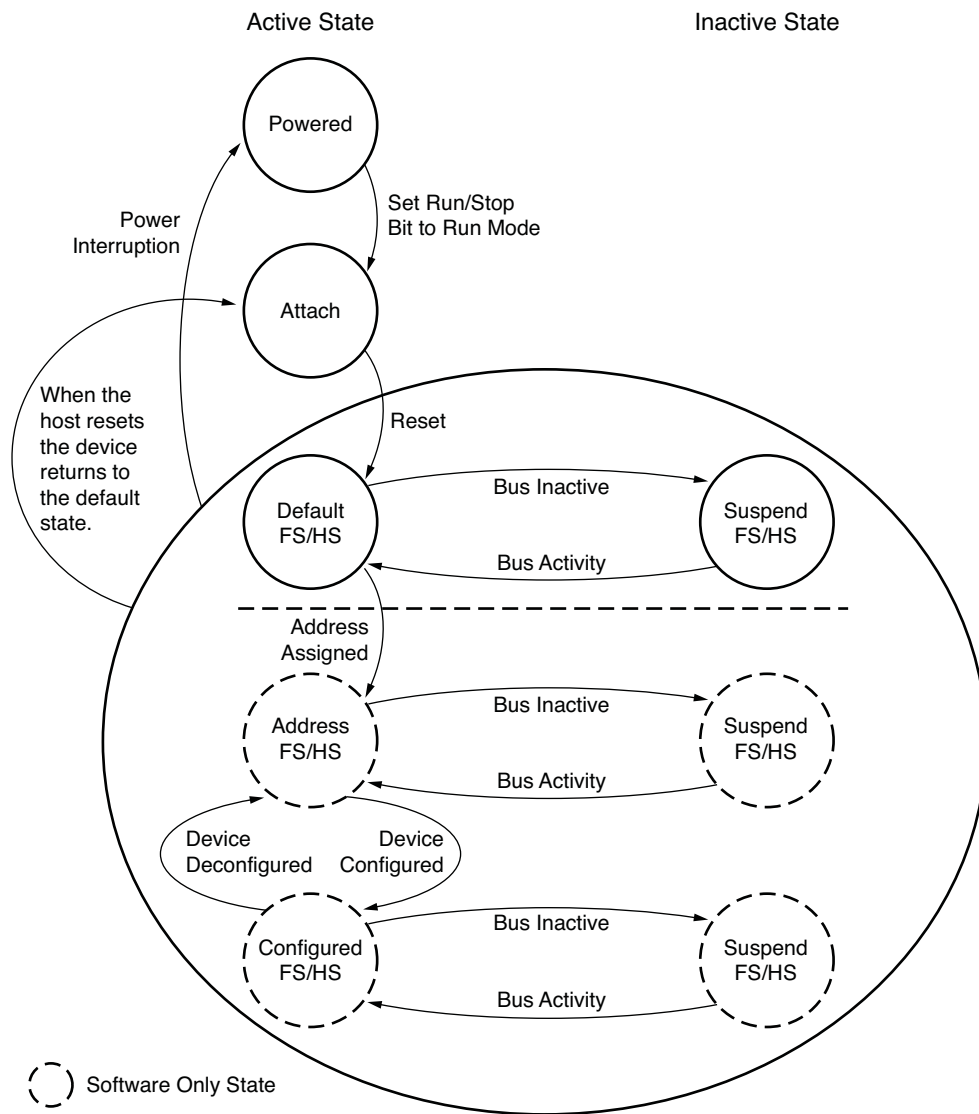 Active State
Inactive State
Powered
Set Run/Stop
Bit to Run Mode
Power
Interruption
Attach
When the
host resets
the device
returns to
the default
state.
Reset
Default
FS/HS
Bus Inactive
Suspend
FS/HS
Bus Activity
Address
Assigned
Address
FS/HS
Bus Inactive
Suspend
FS/HS
Bus Activity
Device
Deconfigured
Device
Configured
Configured
FS/HS
Bus Inactive
Suspend
FS/HS
Bus Activity
Software Only State